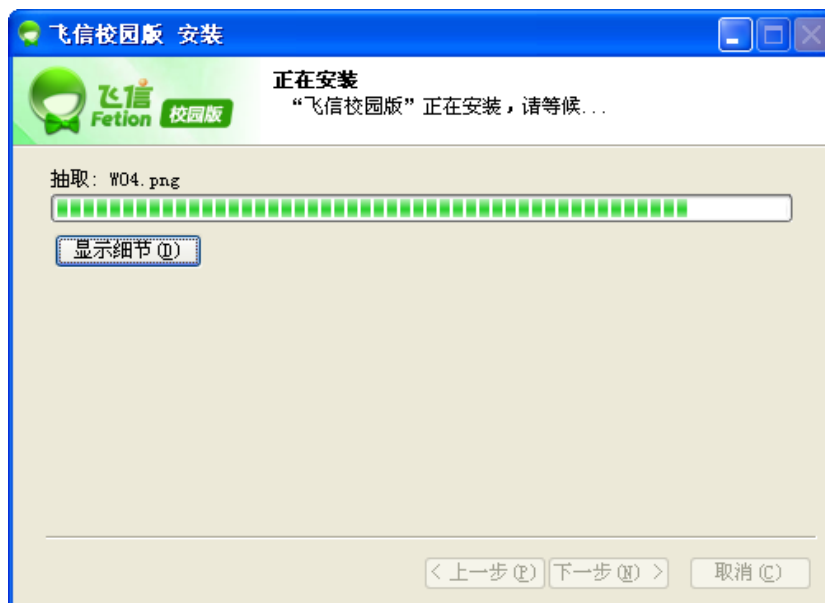 飞信校园版 安装
飞信
Fetion 校园版
正在安装
“飞信校园版”正在安装，请等候...
抽取: W04.png
显示细节(D)
< 上一步(P) 下一步(N) > 取消(C)